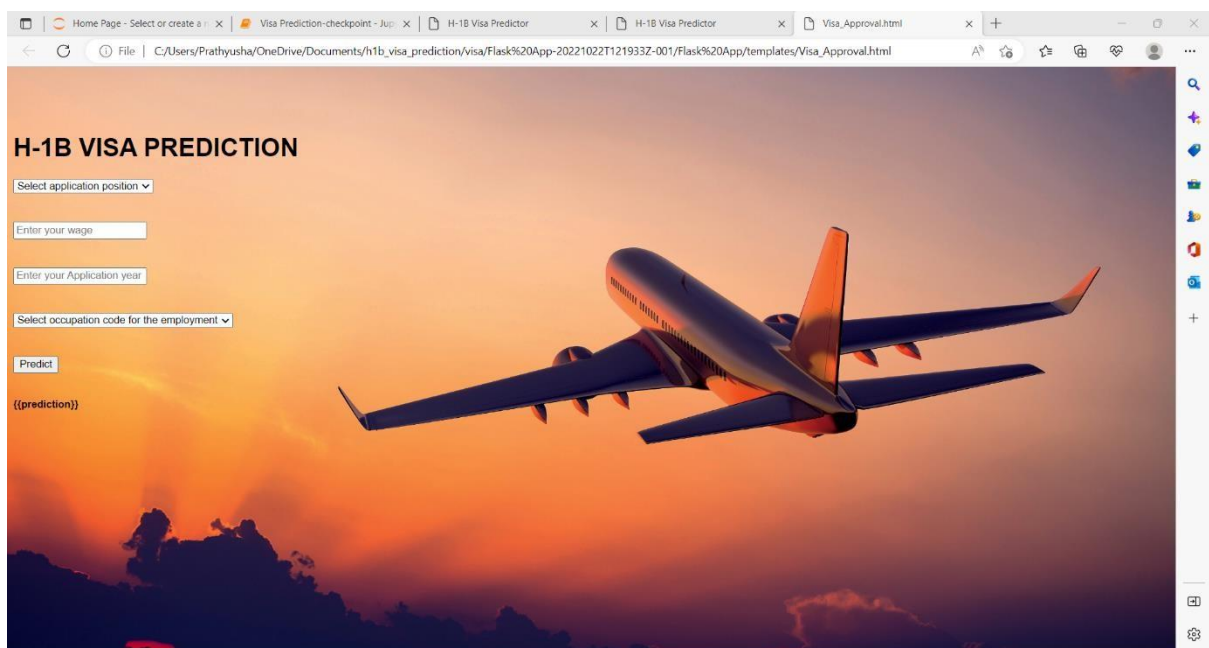 Home Page - Select or create a n
Visa Prediction-checkpoint - Jup
H-1B Visa Predictor
H-1B Visa Predictor
Visa_Approval.html
File
C:/Users/Prathyusha/OneDrive/Documents/h1b_visa_prediction/visa/Flask%20App-20221022T121933Z-001/Flask%20App/templates/Visa_Approval.html
H-1B VISA PREDICTION
Select application position
Enter your wage
Enter your Application year
Select occupation code for the employment
Predict
{{prediction}}